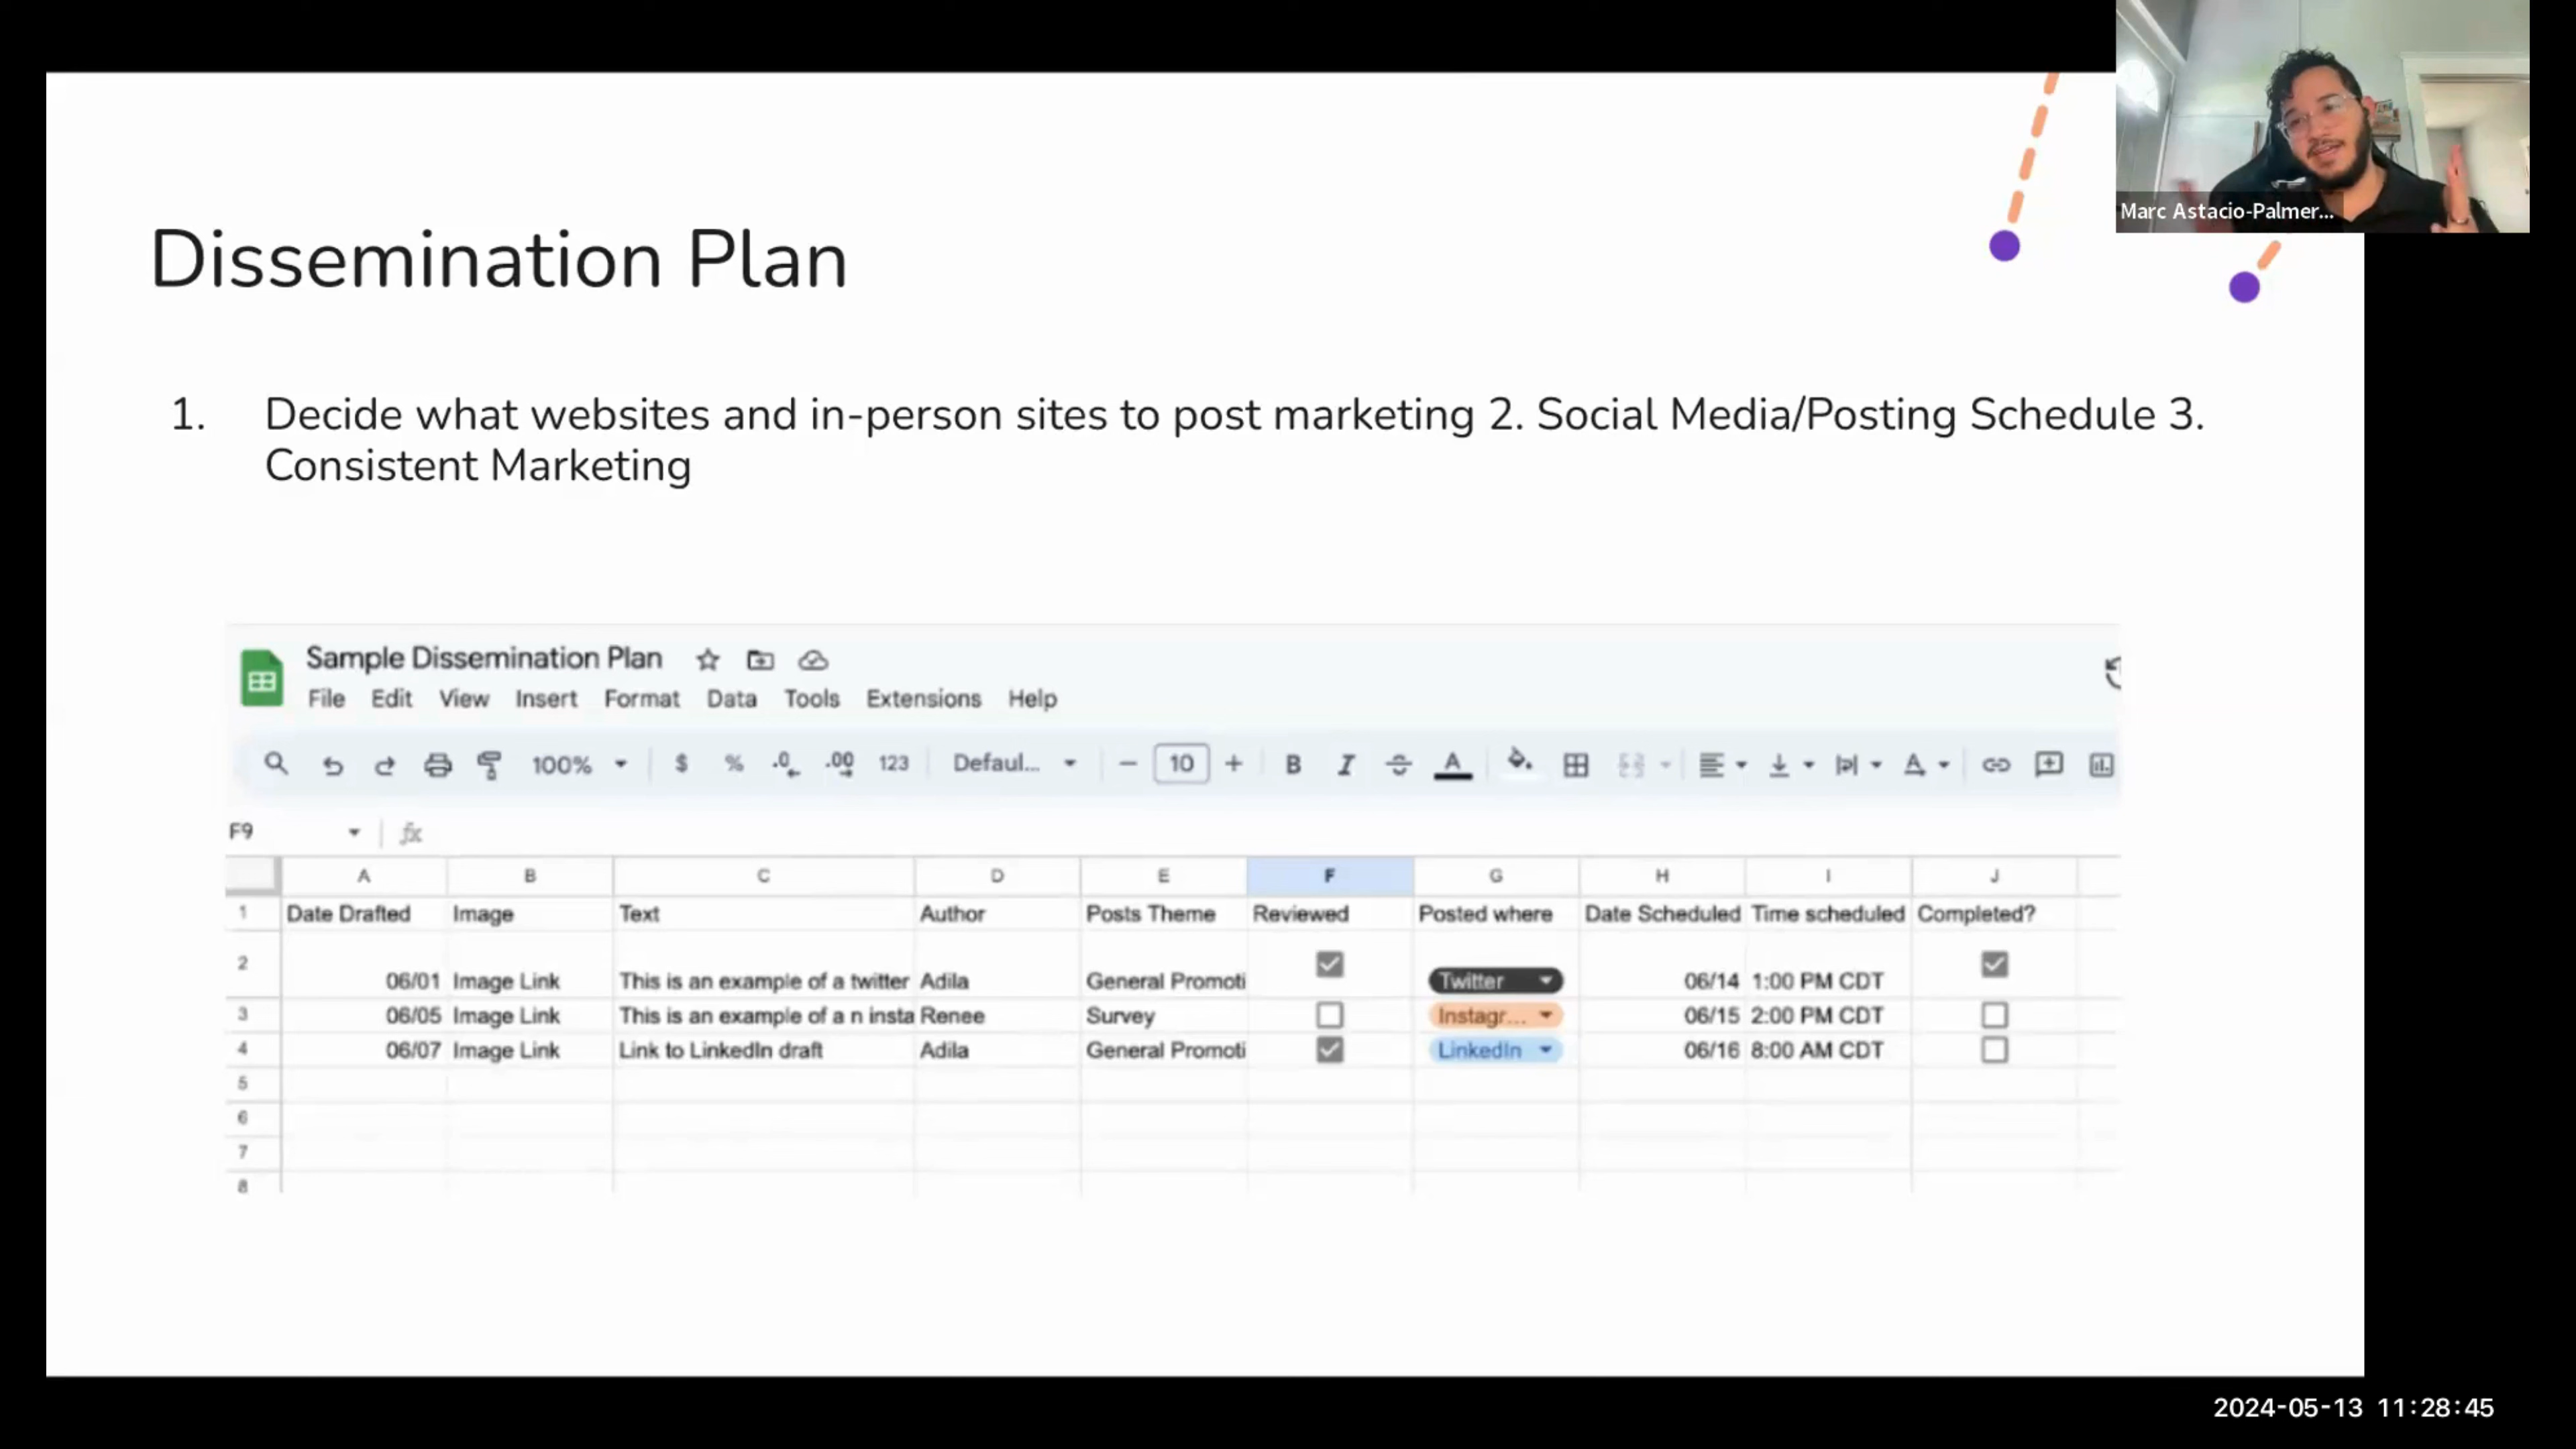 Marc Astacio-Palmer...
Dissemination Plan
1. Decide what websites and in-person sites to post marketing 2. Social Media/Posting Schedule 3.
Consistent Marketing
Sample Dissemination Plan
File Edit View Insert Format Data Tools Extensions Help
100% $ % .0 .00 123 Defaul... 10 B I A A
F9 fx
A B C D E F G H I J
1 Date Drafted Image Text Author Posts Theme Reviewed Posted where Date Scheduled Time scheduled Completed?
2 06/01 Image Link This is an example of a twitter Adila General Promoti Twitter 06/14 1:00 PM CDT
3 06/05 Image Link This is an example of a n insta Renee Survey Instagr... 06/15 2:00 PM CDT
4 06/07 Image Link Link to LinkedIn draft Adila General Promoti LinkedIn 06/16 8:00 AM CDT
5
6
7
8
2024-05-13 11:28:45